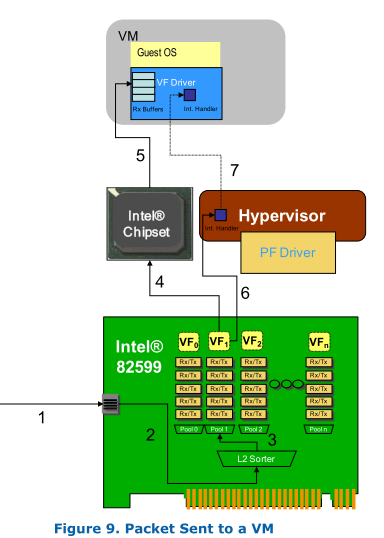 VM
Guest OS
VF Driver
Rx Buffers
Int. Handler
5
7
Intel®
Chipset
Int. Handler
Hypervisor
PF Driver
4
6
Intel®
82599
VF0 VF1 VF2 VFn
Rx/Tx Rx/Tx Rx/Tx Rx/Tx
Rx/Tx Rx/Tx Rx/Tx Rx/Tx
Rx/Tx Rx/Tx Rx/Tx Rx/Tx
Rx/Tx Rx/Tx Rx/Tx Rx/Tx
Rx/Tx Rx/Tx Rx/Tx Rx/Tx
Pool 0 Pool 1 Pool 2 Pool n
1
2
3
L2 Sorter
Figure 9. Packet Sent to a VM